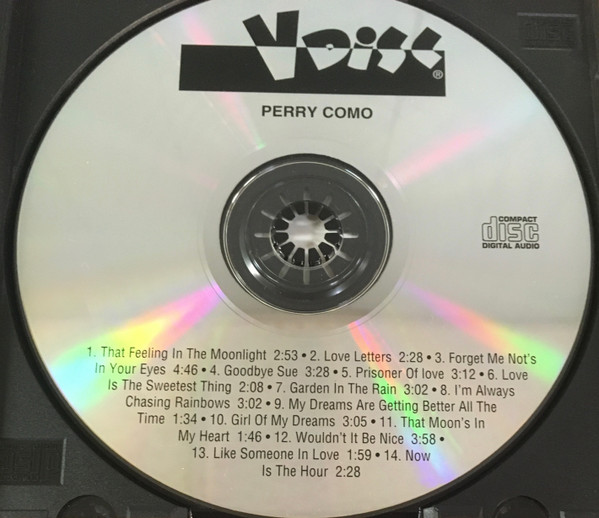 V Disc®
PERRY COMO
COMPACT
disc
DIGITAL AUDIO
1. That Feeling In The Moonlight 2:53 • 2. Love Letters 2:28 • 3. Forget Me Not's
In Your Eyes 4:46 • 4. Goodbye Sue 3:28 • 5. Prisoner Of love 3:12 • 6. Love
Is The Sweetest Thing 2:08 • 7. Garden In The Rain 3:02 • 8. I'm Always
Chasing Rainbows 3:02 • 9. My Dreams Are Getting Better All The
Time 1:34 • 10. Girl Of My Dreams 3:05 • 11. That Moon's In
My Heart 1:46 • 12. Wouldn't It Be Nice 3:58 •
13. Like Someone In Love 1:59 • 14. Now
Is The Hour 2:28